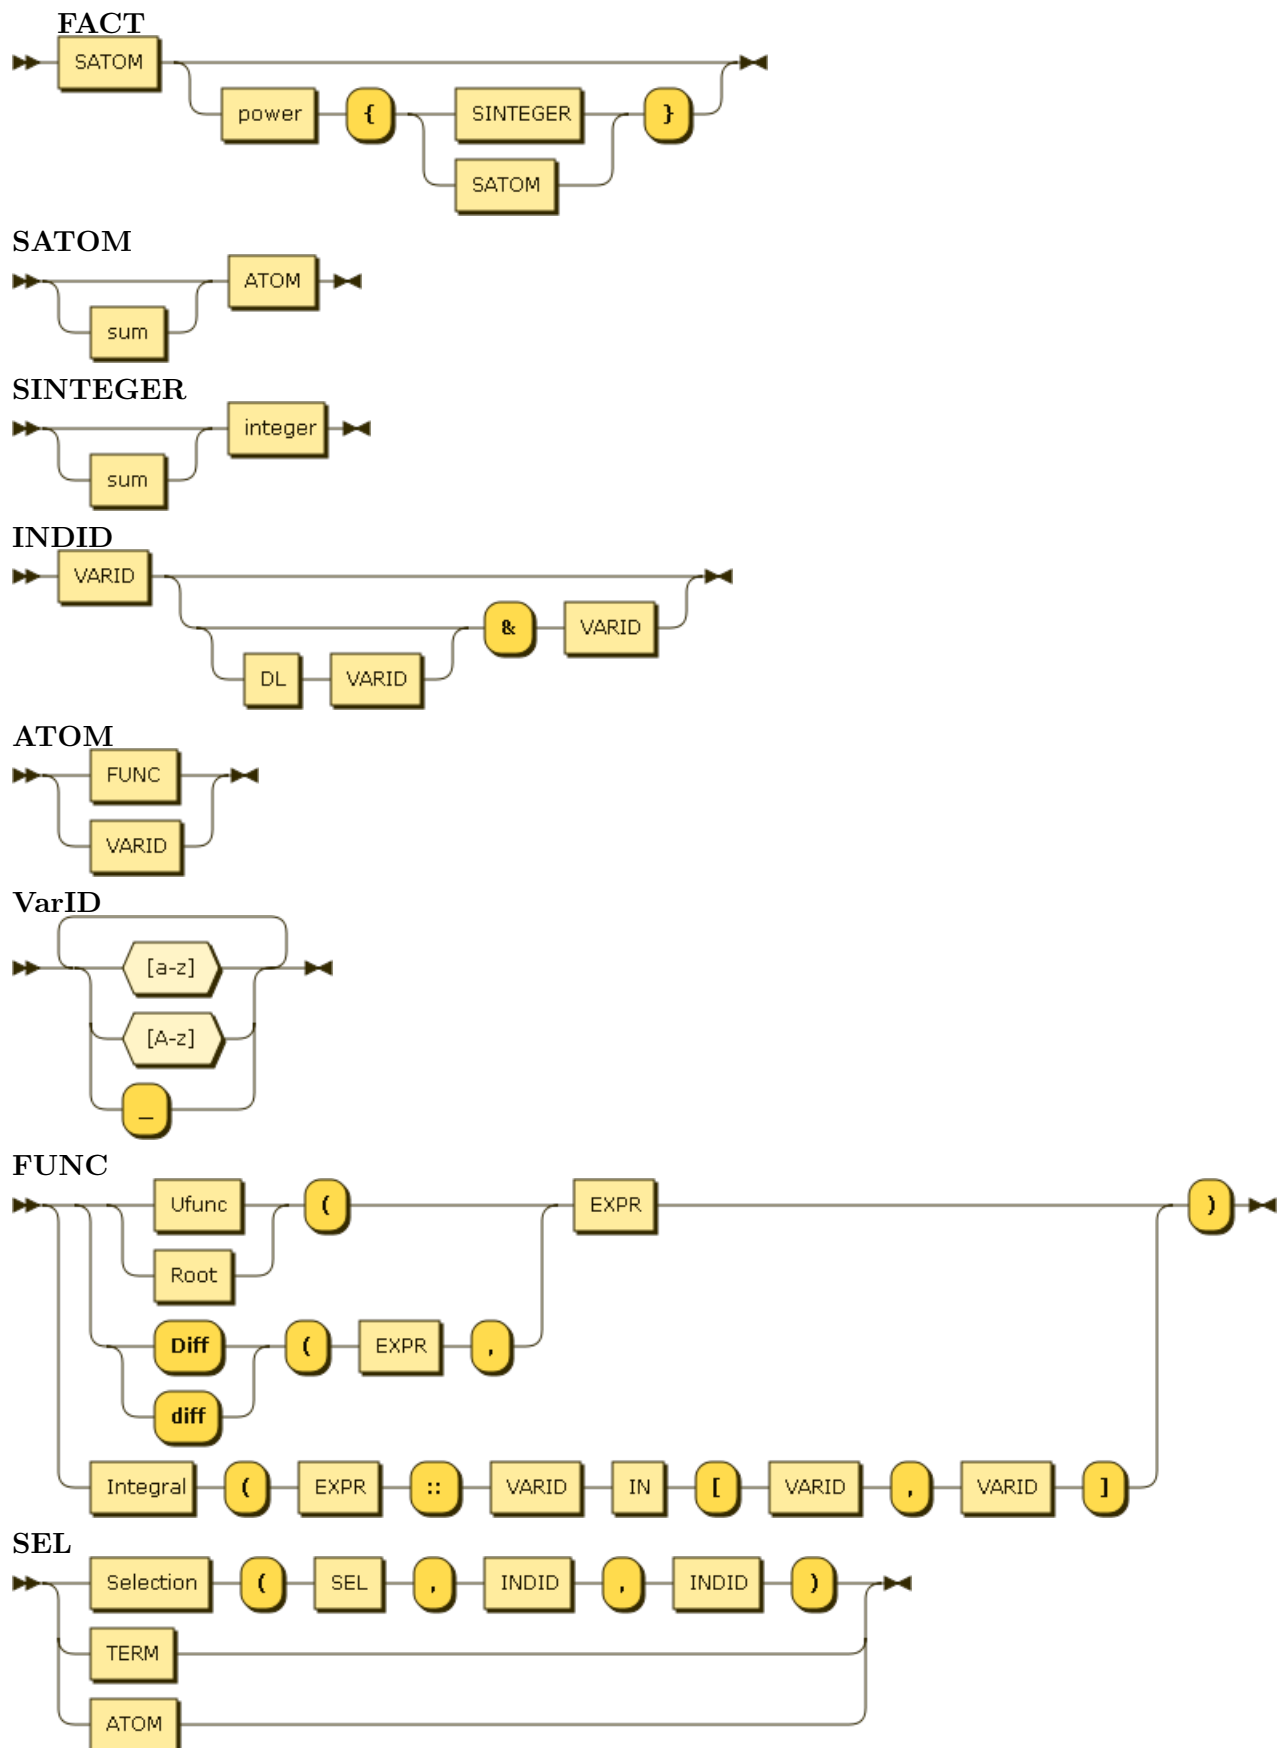 FACT
SATOM
power { SINTEGER }
SATOM
SATOM
ATOM
sum
SINTEGER
integer
sum
INDID
VARID
& VARID
DL VARID
ATOM
FUNC
VARID
VarID
[a-z]
[A-z]
_
FUNC
Ufunc ( EXPR )
Root
Diff ( EXPR ,
diff
Integral ( EXPR :: VARID IN [ VARID , VARID ]
SEL
Selection ( SEL , INDID , INDID )
TERM
ATOM